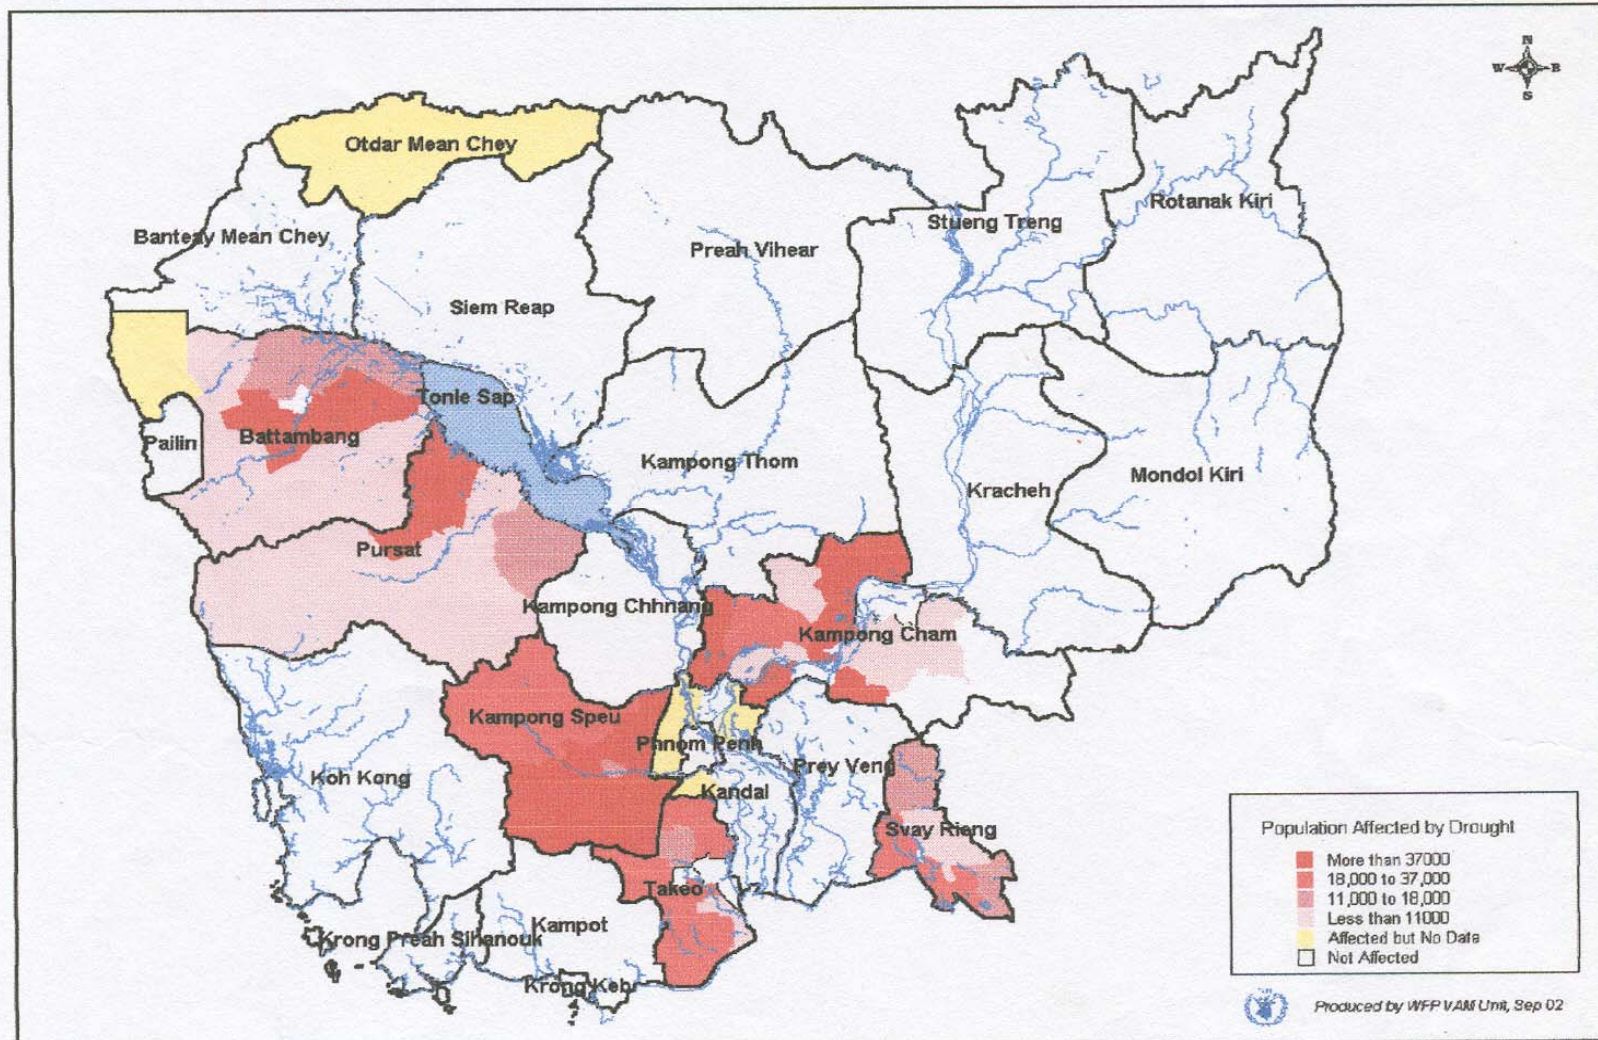 N
W E
S
Otdar Mean Chey
Banteay Mean Chey
Siem Reap
Preah Vihear
Stueng Treng
Rotanak Kiri
Tonle Sap
Pailin
Battambang
Kampong Thom
Kracheh
Mondol Kiri
Pursat
Kampong Chhnang
Kampong Cham
Kampong Speu
Phnom Penh
Koh Kong
Kandal
Prey Veng
Svay Rieng
Takeo
Kampot
Krong Preah Sihanouk
Krong Keb
Population Affected by Drought
More than 37000
18,000 to 37,000
11,000 to 18,000
Less than 11000
Affected but No Data
Not Affected
Produced by WFP VAM Unit, Sep 02